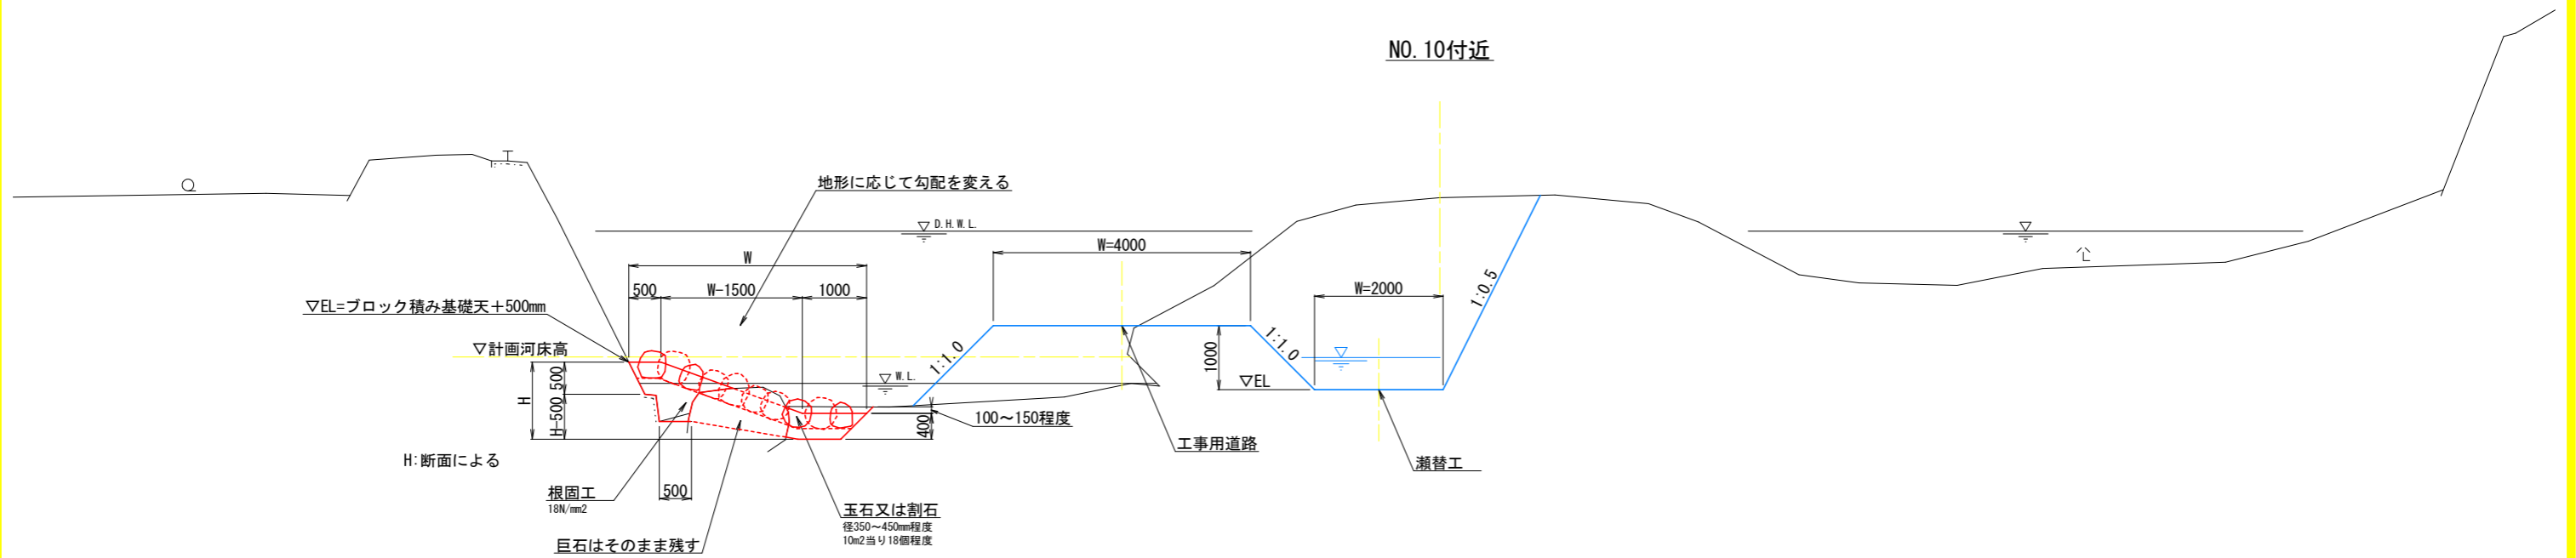 NO.10付近
地形に応じて勾配を変える
D.H.W.L.
W=4000
W
500
W-1500
1000
▽EL=ブロック積み基礎天+500mm
W=2000
1:0.5
▽計画河床高
1:1.0
1000
1:1.0
▽EL
W.L.
H
500
H-500
400
100~150程度
工事用道路
瀬替工
H:断面による
根固工
18N/mm2
500
玉石又は割石
径350~450mm程度
10m2当り18個程度
巨石はそのまま残す